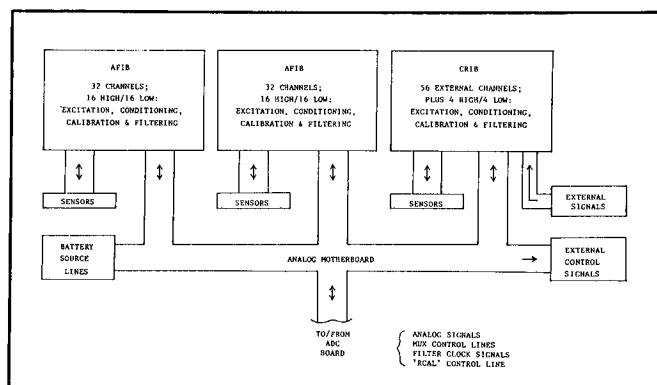 AFIB
32 CHANNELS;
16 HIGH/16 LOW:
EXCITATION, CONDITIONING,
CALIBRATION & FILTERING
AFIB
32 CHANNELS;
16 HIGH/16 LOW:
EXCITATION, CONDITIONING,
CALIBRATION & FILTERING
CRIB
56 EXTERNAL CHANNELS;
PLUS 4 HIGH/4 LOW:
EXCITATION, CONDITIONING,
CALIBRATION & FILTERING
SENSORS
SENSORS
SENSORS
EXTERNAL
SIGNALS
BATTERY
SOURCE
LINES
ANALOG MOTHERBOARD
EXTERNAL
CONTROL
SIGNALS
TO/FROM
ADC
BOARD
ANALOG SIGNALS
MUX CONTROL LINES
FILTER CLOCK SIGNALS
'RCAL' CONTROL LINE